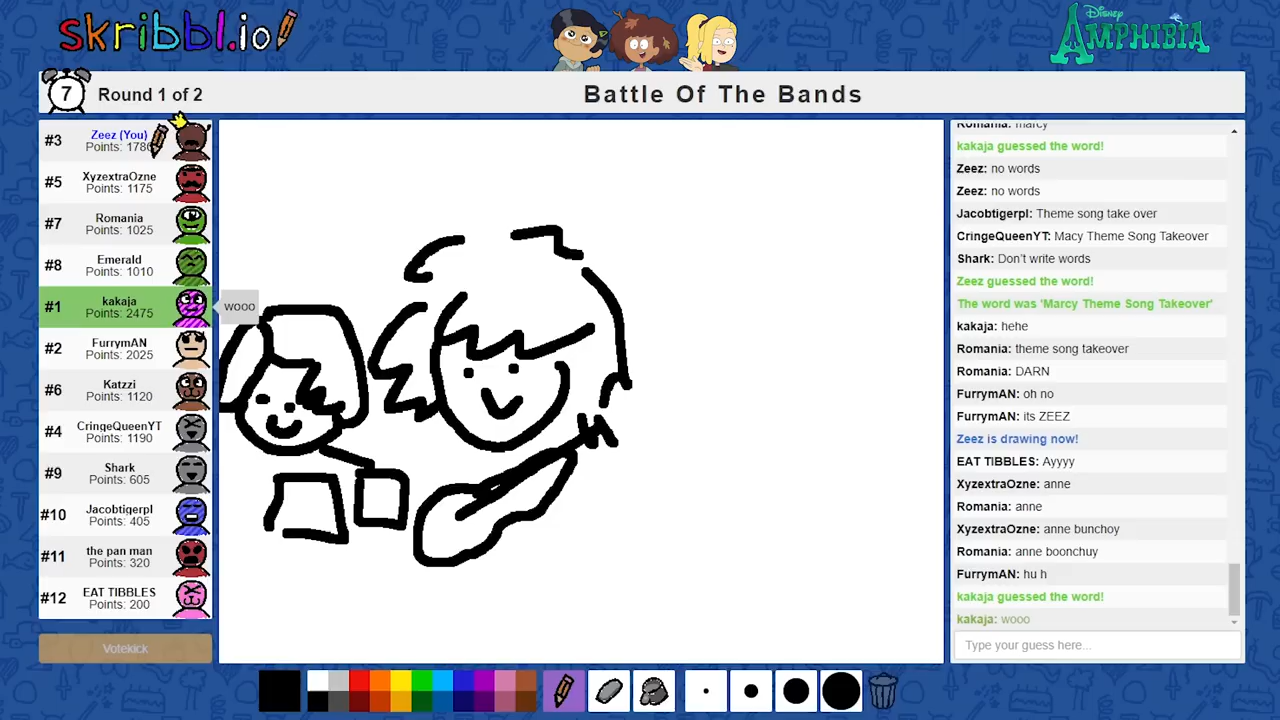 skribbl.io
DISNEY
AMPHIBIA
7
Round 1 of 2
Battle Of The Bands
#3
Zeez (You)
Points: 1786
#5
XyzextraOzne
Points: 1175
#7
Romania
Points: 1025
#8
Emerald
Points: 1010
#1
kakaja
Points: 2475
wooo
#2
FurrymAN
Points: 2025
#6
Katzzi
Points: 1120
#4
CringeQueenYT
Points: 1190
#9
Shark
Points: 605
#10
Jacobtigerpl
Points: 405
#11
the pan man
Points: 320
#12
EAT TIBBLES
Points: 200
Votekick
Romania: marcy
kakaja guessed the word!
Zeez: no words
Zeez: no words
Jacobtigerpl: Theme song take over
CringeQueenYT: Macy Theme Song Takeover
Shark: Don't write words
Zeez guessed the word!
The word was 'Marcy Theme Song Takeover'
kakaja: hehe
Romania: theme song takeover
Romania: DARN
FurrymAN: oh no
FurrymAN: its ZEEZ
Zeez is drawing now!
EAT TIBBLES: Ayyyy
XyzextraOzne: anne
Romania: anne
XyzextraOzne: anne bunchoy
Romania: anne boonchuy
FurrymAN: hu h
kakaja guessed the word!
kakaja: wooo
Type your guess here...